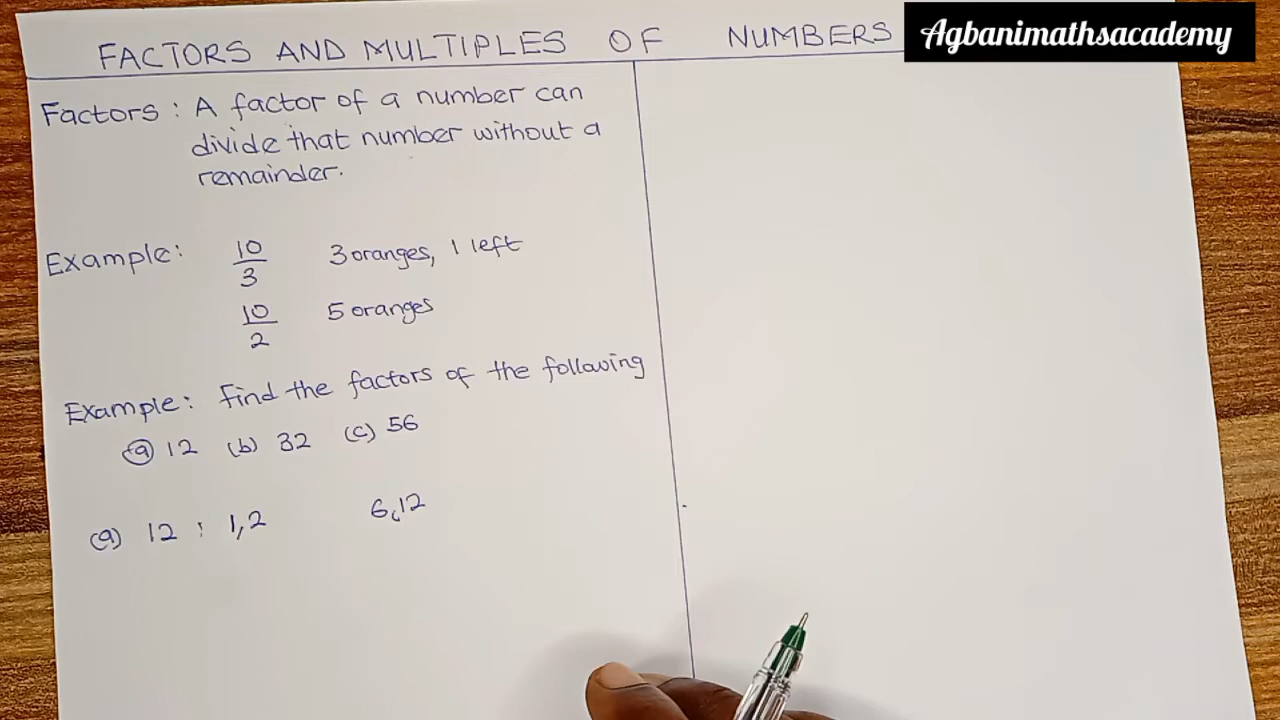 FACTORS AND MULTIPLES OF NUMBERS
Agbanimathsacademy
Factors : A factor of a number can
divide that number without a
remainder.
Example: 10/3 3 oranges, 1 left
10/2 5 oranges
Example: Find the factors of the following
(a) 12 (b) 32 (c) 56
(a) 12 : 1,2 6,12